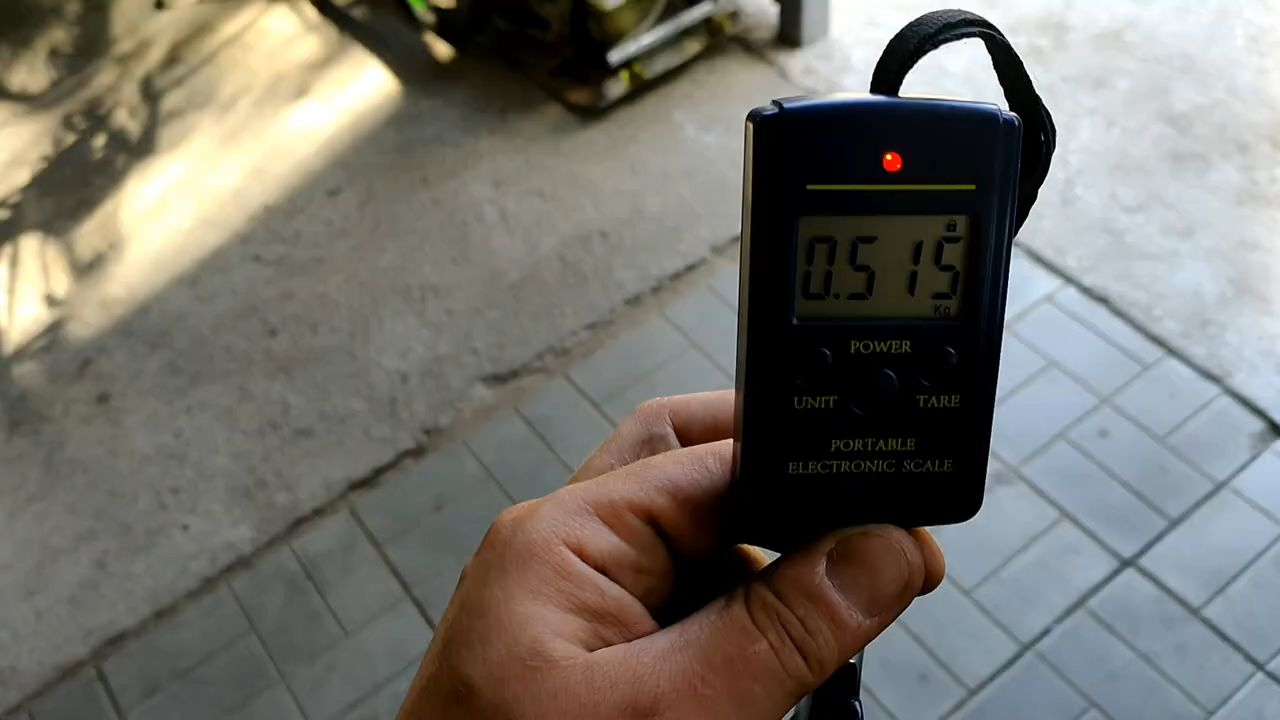 0.515
Kg
POWER
UNIT TARE
PORTABLE
ELECTRONIC SCALE